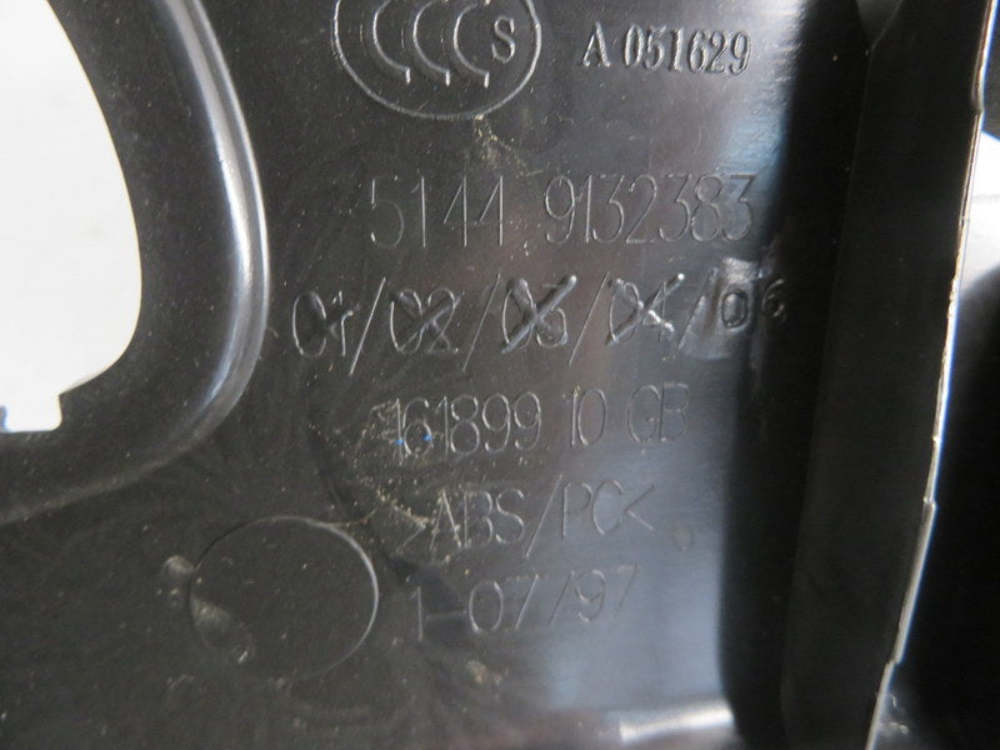 CCC S
A 051629
5144 9132383
01/02/03/04/06
161899 10 GB
>ABS/PC<
1-07/97